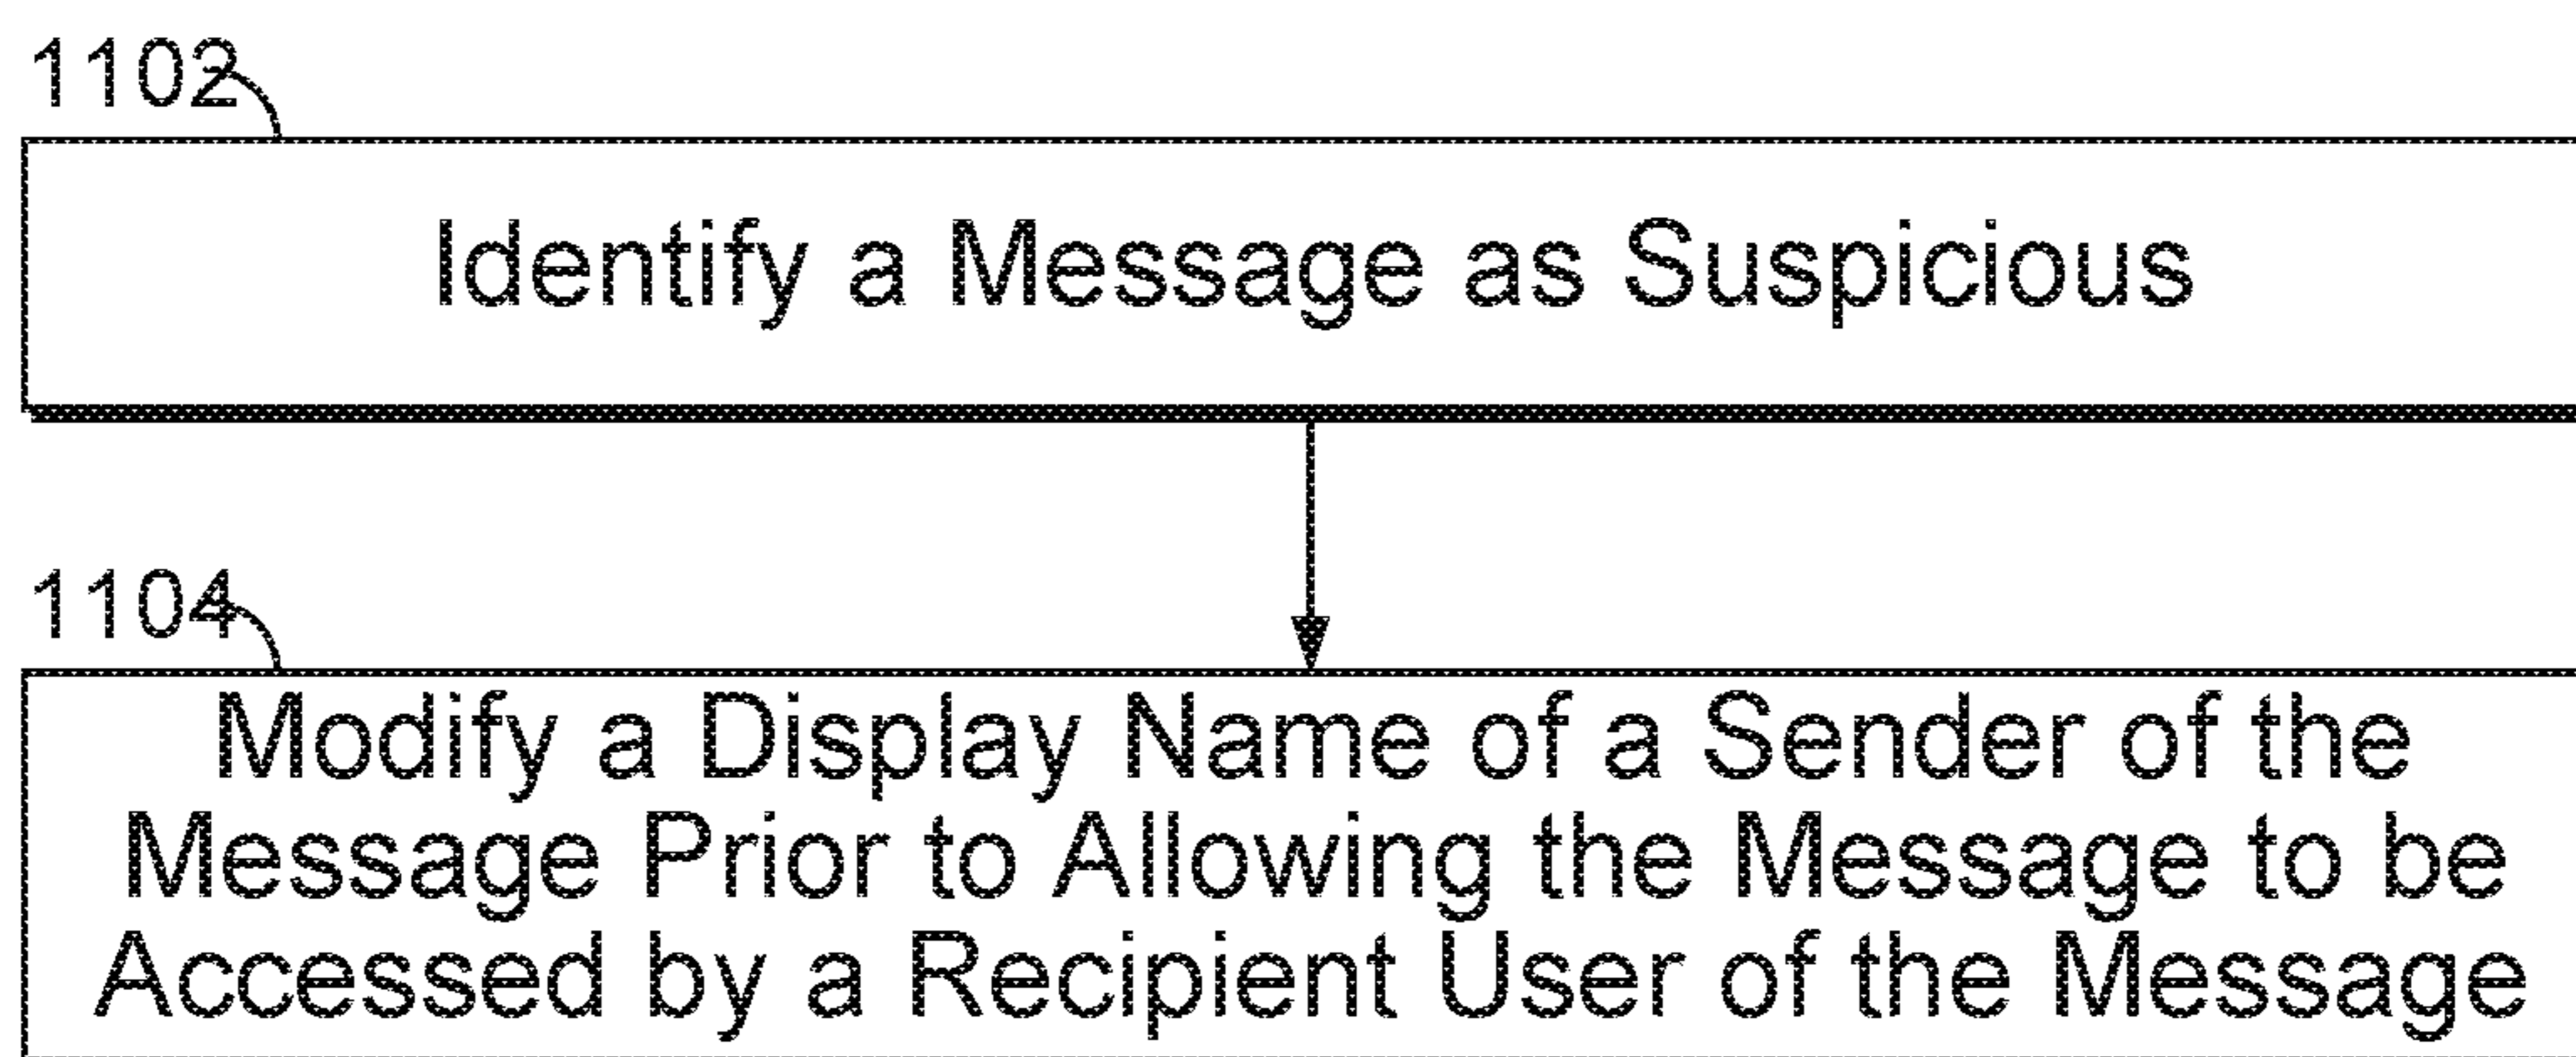 1102
Identify a Message as Suspicious
1104
Modify a Display Name of a Sender of the
Message Prior to Allowing the Message to be
Accessed by a Recipient User of the Message